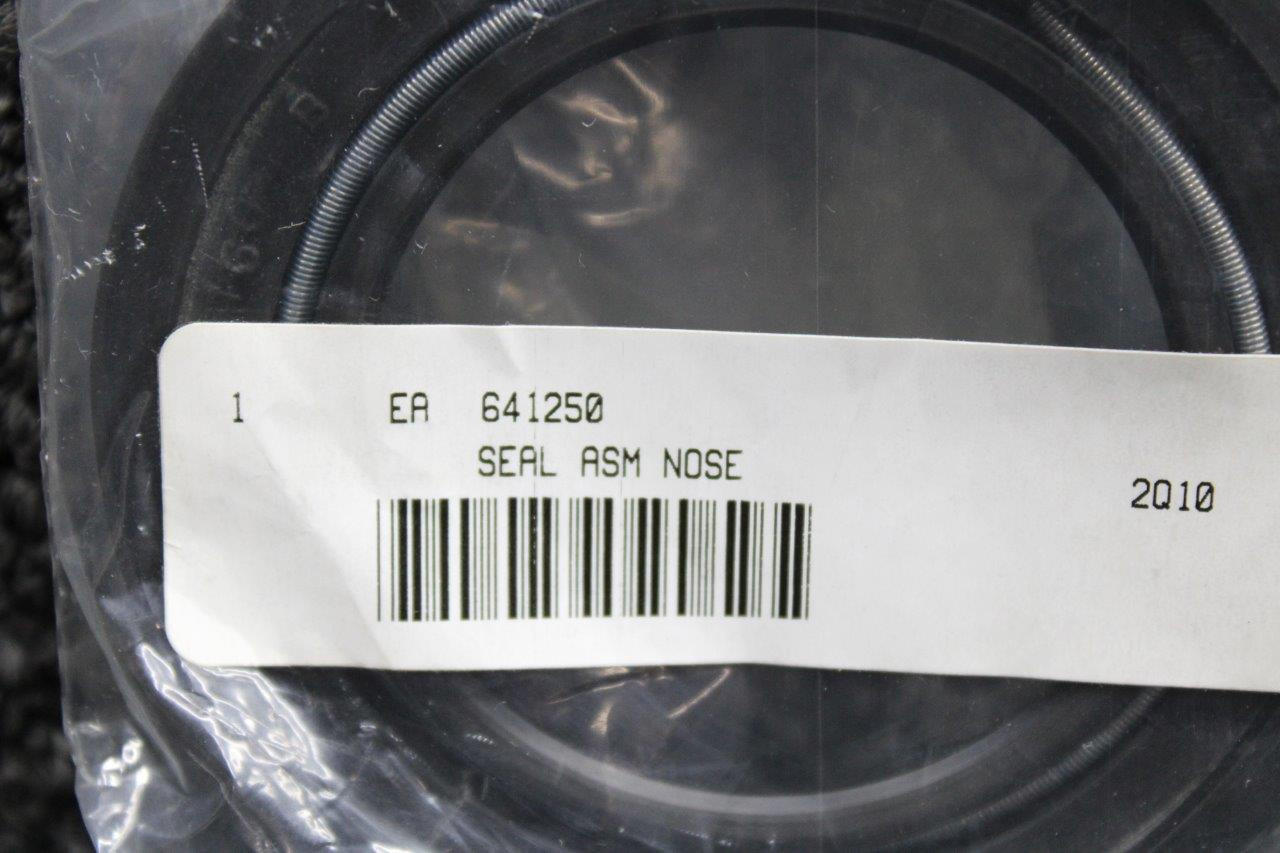 1 EA 641250
SEAL ASM NOSE
2Q10